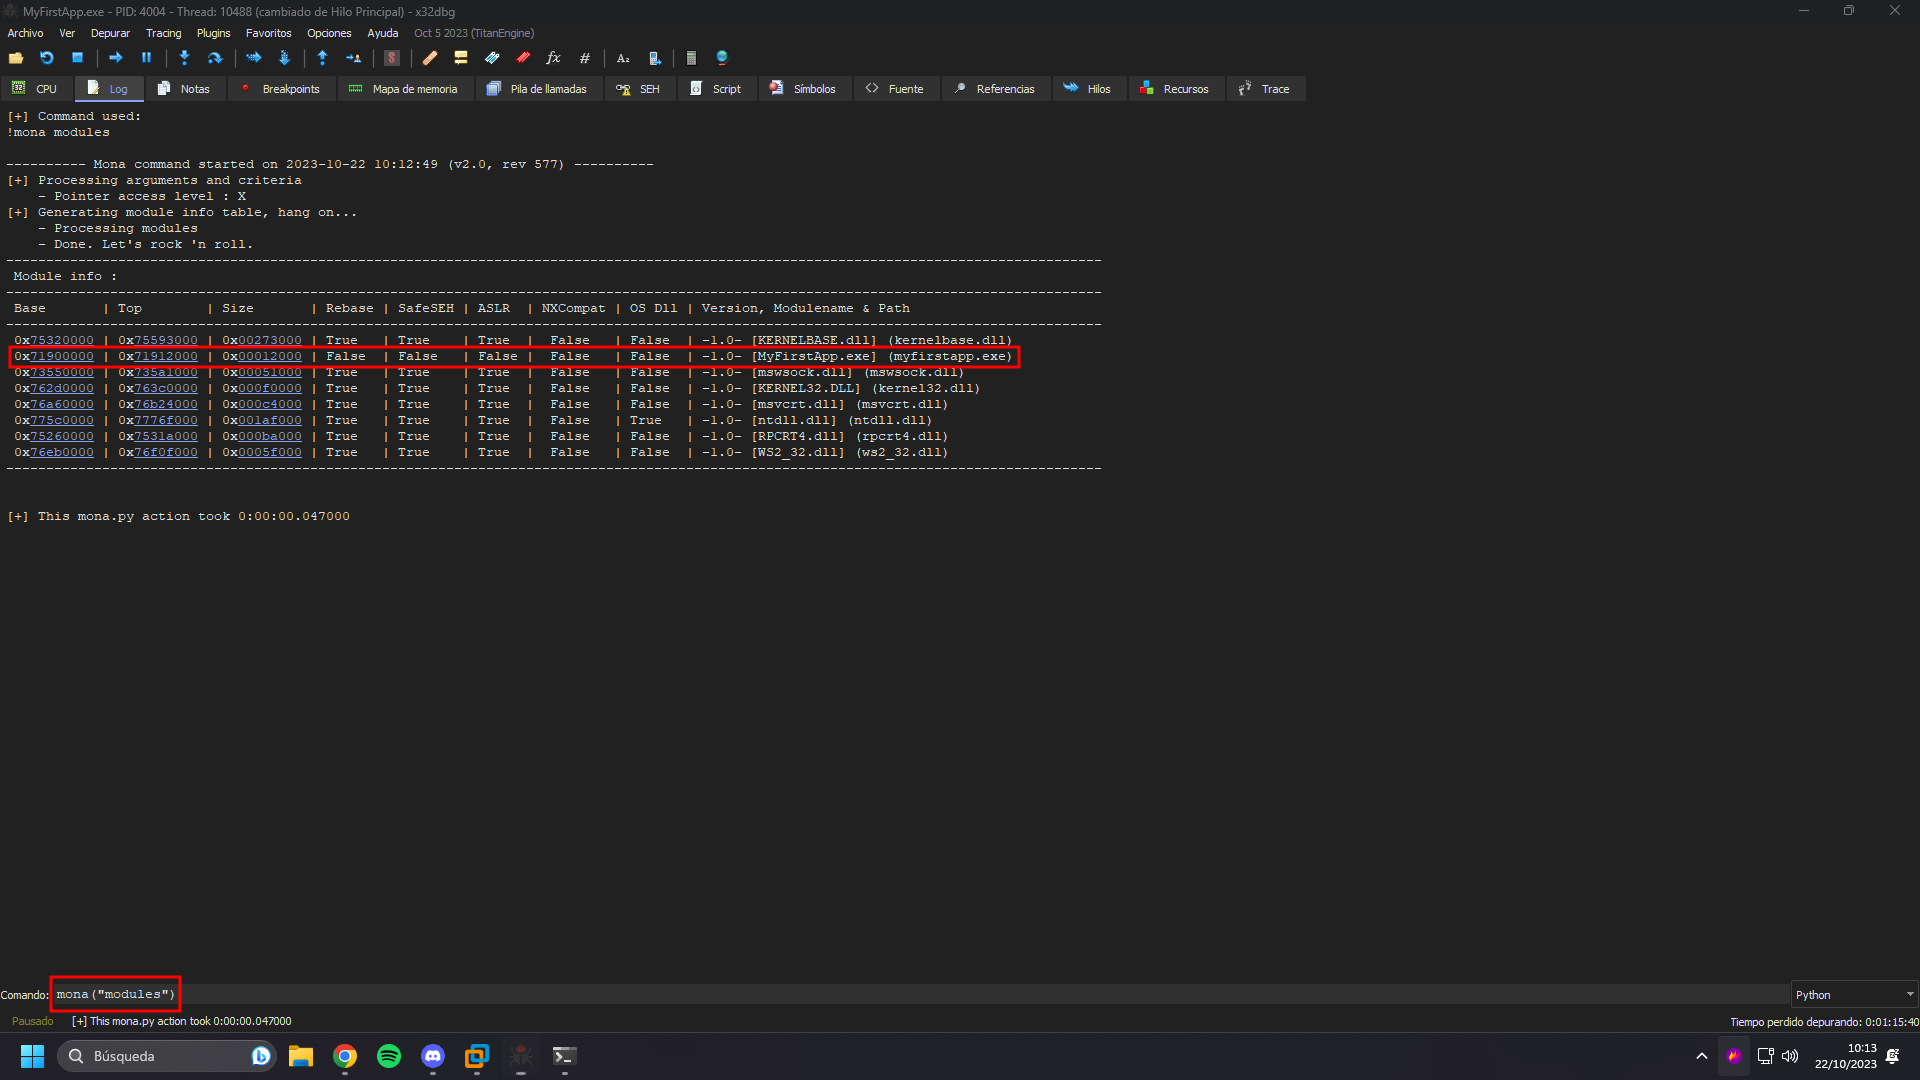 MyFirstApp.exe - PID: 4004 - Thread: 10488 (cambiado de Hilo Principal) - x32dbg
Archivo Ver Depurar Tracing Plugins Favoritos Opciones Ayuda Oct 5 2023 (TitanEngine)
CPU Log Notas Breakpoints Mapa de memoria Pila de llamadas SEH Script Símbolos Fuente Referencias Hilos Recursos Trace
[+] Command used:
!mona modules
---------- Mona command started on 2023-10-22 10:12:49 (v2.0, rev 577) ----------
[+] Processing arguments and criteria
- Pointer access level : X
[+] Generating module info table, hang on...
- Processing modules
- Done. Let's rock 'n roll.
Module info :
Base | Top | Size | Rebase | SafeSEH | ASLR | NXCompat | OS Dll | Version, Modulename & Path
0x75320000 | 0x75593000 | 0x00273000 | True | True | True | False | False | -1.0- [KERNELBASE.dll] (kernelbase.dll)
0x71900000 | 0x71912000 | 0x00012000 | False | False | False | False | False | -1.0- [MyFirstApp.exe] (myfirstapp.exe)
0x73550000 | 0x735a1000 | 0x00051000 | True | True | True | False | False | -1.0- [mswsock.dll] (mswsock.dll)
0x762d0000 | 0x763c0000 | 0x000f0000 | True | True | True | False | False | -1.0- [KERNEL32.DLL] (kernel32.dll)
0x76a60000 | 0x76b24000 | 0x000c4000 | True | True | True | False | False | -1.0- [msvcrt.dll] (msvcrt.dll)
0x775c0000 | 0x7776f000 | 0x001af000 | True | True | True | False | True | -1.0- [ntdll.dll] (ntdll.dll)
0x75260000 | 0x7531a000 | 0x000ba000 | True | True | True | False | False | -1.0- [RPCRT4.dll] (rpcrt4.dll)
0x76eb0000 | 0x76f0f000 | 0x0005f000 | True | True | True | False | False | -1.0- [WS2_32.dll] (ws2_32.dll)
[+] This mona.py action took 0:00:00.047000
Comando: mona("modules") Python
Pausado [+] This mona.py action took 0:00:00.047000 Tiempo perdido depurando: 0:01:15:40
Búsqueda
10:13
22/10/2023